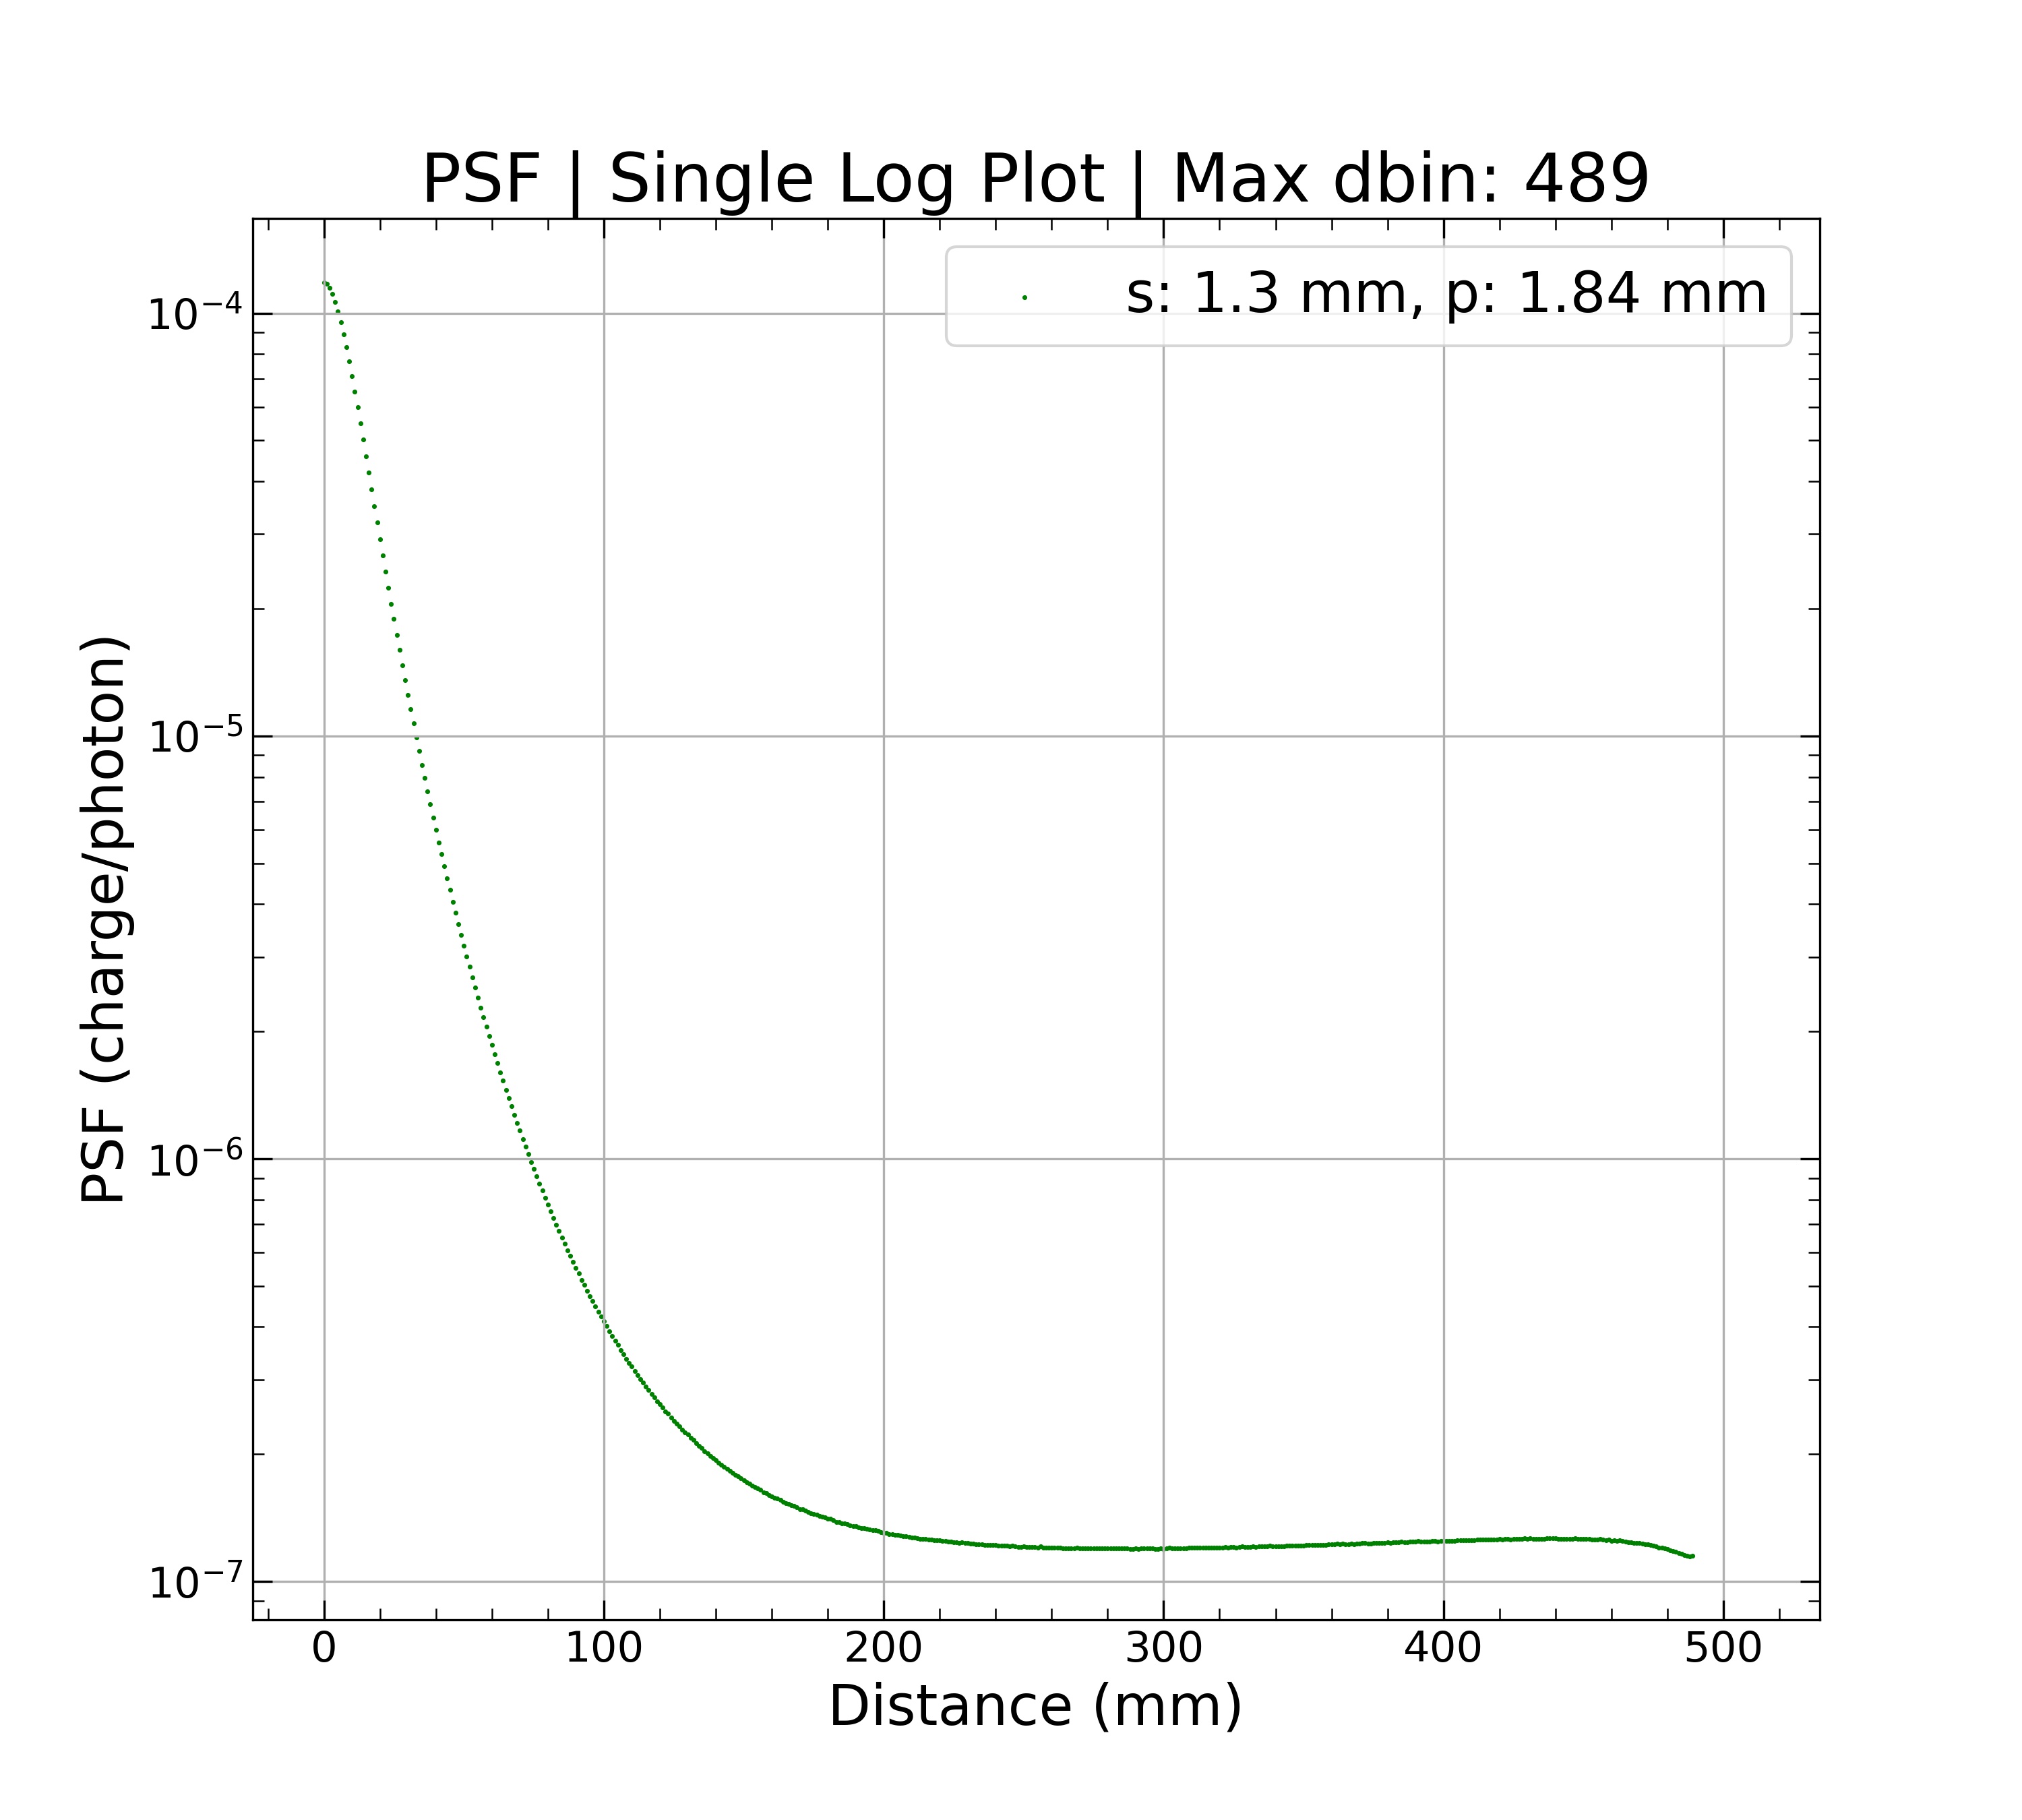 PSF | Single Log Plot | Max dbin: 489
s: 1.3 mm, p: 1.84 mm
PSF (charge/photon)
10⁻⁴
10⁻⁵
10⁻⁶
10⁻⁷
0 100 200 300 400 500
Distance (mm)